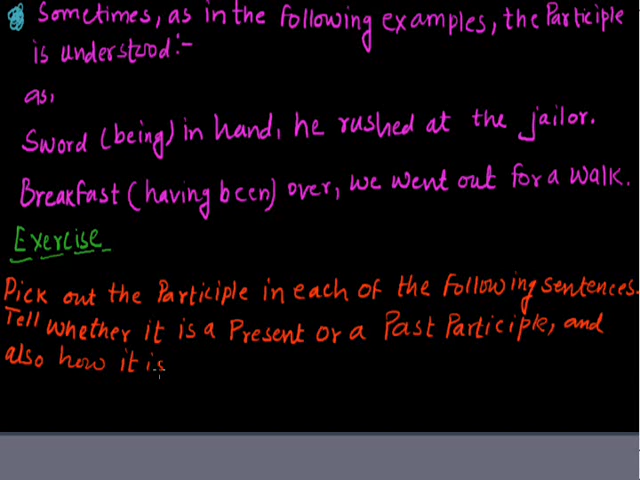 Sometimes, as in the following examples, the Participle
is understood:-
as,
Sword (being) in hand, he rushed at the jailor.
Breakfast (having been) over, we went out for a walk.
Exercise
Pick out the Participle in each of the following sentences.
Tell whether it is a Present or a Past Participle, and
also how it is